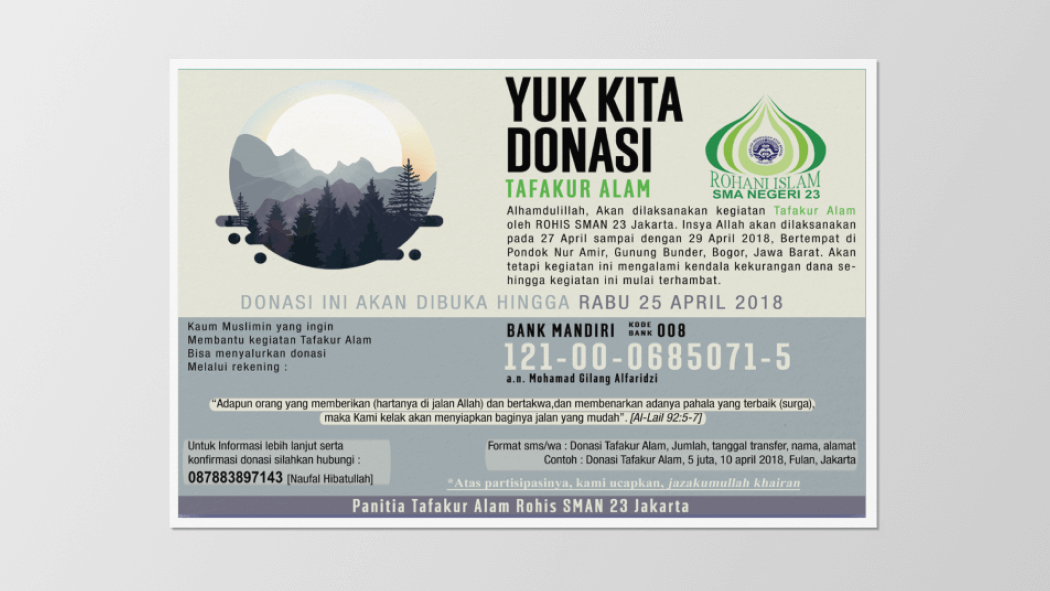 YUK KITA
DONASI
TAFAKUR ALAM
ROHANI ISLAM
SMA NEGERI 23
Alhamdulillah, Akan dilaksanakan kegiatan Tafakur Alam
oleh ROHIS SMAN 23 Jakarta. Insya Allah akan dilaksanakan
pada 27 April sampai dengan 29 April 2018, Bertempat di
Pondok Nur Amir, Gunung Bunder, Bogor, Jawa Barat. Akan
tetapi kegiatan ini mengalami kendala kekurangan dana se-
hingga kegiatan ini mulai terhambat.
DONASI INI AKAN DIBUKA HINGGA RABU 25 APRIL 2018
Kaum Muslimin yang ingin
Membantu kegiatan Tafakur Alam
Bisa menyalurkan donasi
Melalui rekening :
BANK MANDIRI KODE BANK 008
121-00-0685071-5
a.n. Mohamad Gilang Alfaridzi
“Adapun orang yang memberikan (hartanya di jalan Allah) dan bertakwa,dan membenarkan adanya pahala yang terbaik (surga),
maka Kami kelak akan menyiapkan baginya jalan yang mudah”. [Al-Lail 92:5-7]
Untuk Informasi lebih lanjut serta
konfirmasi donasi silahkan hubungi :
087883897143 [Naufal Hibatullah]
Format sms/wa : Donasi Tafakur Alam, Jumlah, tanggal transfer, nama, alamat
Contoh : Donasi Tafakur Alam, 5 juta, 10 april 2018, Fulan, Jakarta
*Atas partisipasinya, kami ucapkan, jazakumullah khairan
Panitia Tafakur Alam Rohis SMAN 23 Jakarta